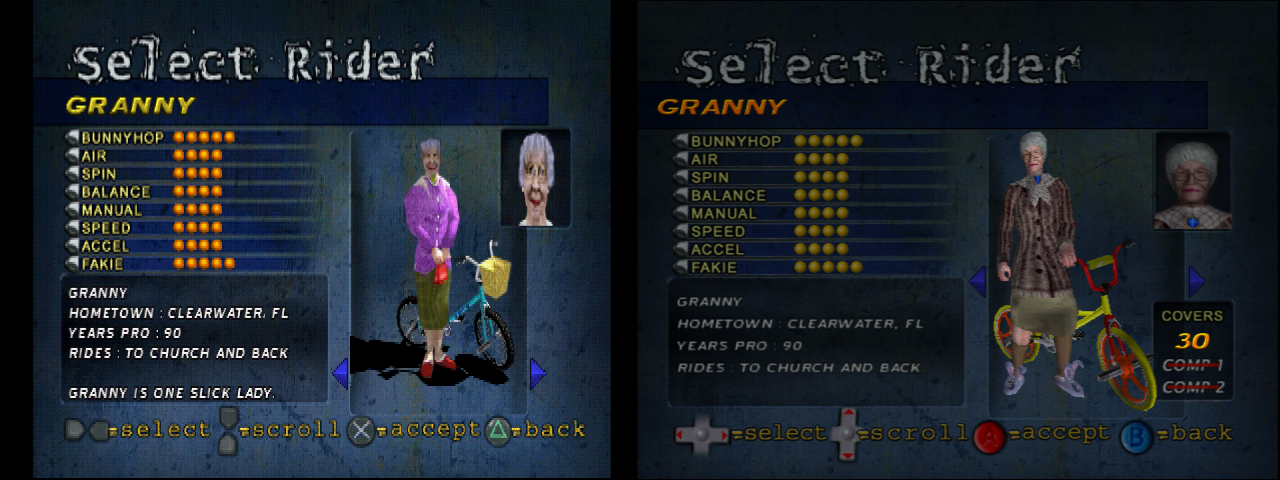 Select Rider
GRANNY
BUNNYHOP
AIR
SPIN
BALANCE
MANUAL
SPEED
ACCEL
FAKIE
GRANNY
HOMETOWN : CLEARWATER, FL
YEARS PRO : 90
RIDES : TO CHURCH AND BACK
GRANNY IS ONE SLICK LADY.
=select =scroll X=accept =back
Select Rider
GRANNY
BUNNYHOP
AIR
SPIN
BALANCE
MANUAL
SPEED
ACCEL
FAKIE
GRANNY
HOMETOWN : CLEARWATER, FL
YEARS PRO : 90
RIDES : TO CHURCH AND BACK
COVERS
30
COMP 1
COMP 2
=select =scroll A=accept B=back